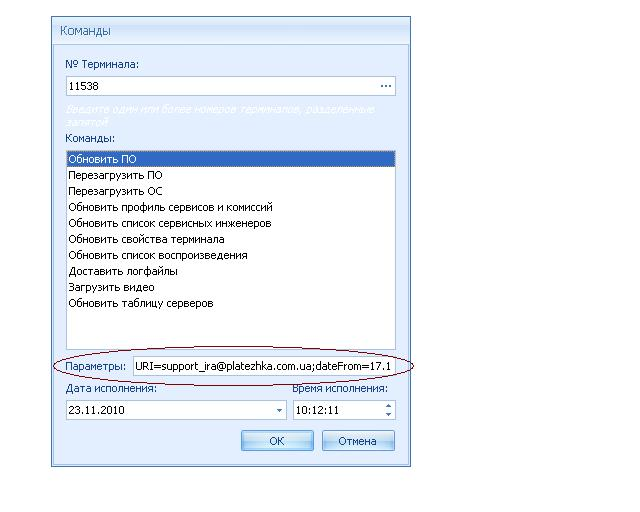 Команды
№ Терминала:
11538
Введите один или более номеров терминалов, разделенные
запятой
Команды:
Обновить ПО
Перезагрузить ПО
Перезагрузить ОС
Обновить профиль сервисов и комиссий
Обновить список сервисных инженеров
Обновить свойства терминала
Обновить список воспроизведения
Доставить логфайлы
Загрузить видео
Обновить таблицу серверов
Параметры: URI=support_ira@platezhka.com.ua;dateFrom=17.1
Дата исполнения: Время исполнения:
23.11.2010 10:12:11
ОК Отмена